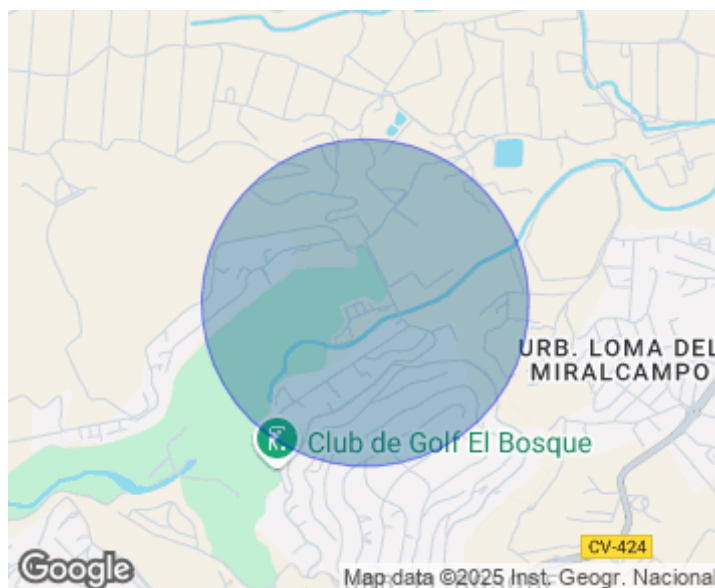 URB. LOMA DEL
MIRALCAMPO
Club de Golf El Bosque
CV-424
Google
Map data ©2025 Inst. Geogr. Nacional